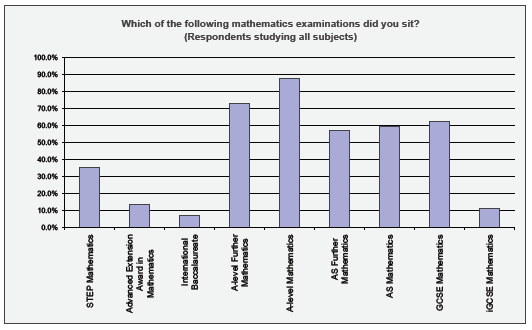 Which of the following mathematics examinations did you sit?
(Respondents studying all subjects)
100.0%
90.0%
80.0%
70.0%
60.0%
50.0%
40.0%
30.0%
20.0%
10.0%
0.0%
STEP Mathematics
Advanced Extension
Award in
Mathematics
International
Baccalaureate
A-level Further
Mathematics
A-level Mathematics
AS Further
Mathematics
AS Mathematics
GCSE Mathematics
iGCSE Mathematics